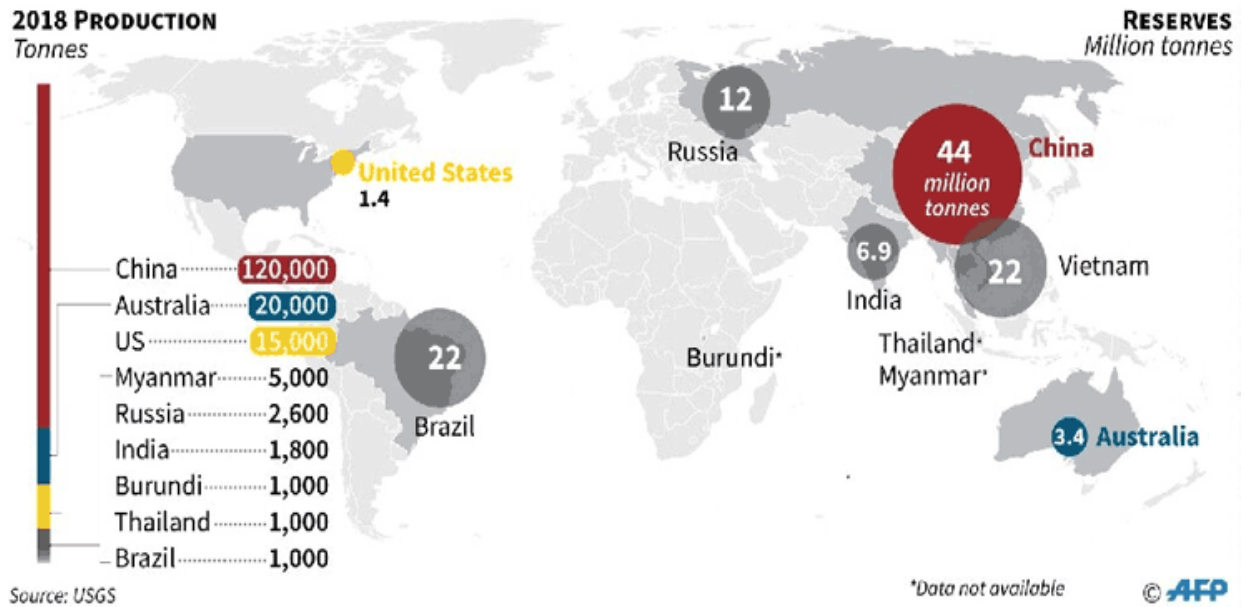 2018 PRODUCTION
Tonnes
RESERVES
Million tonnes
12
Russia
44
million
tonnes
China
United States
1.4
6.9
India
22
Vietnam
China 120,000
Australia 20,000
US 15,000
Myanmar 5,000
Russia 2,600
India 1,800
Burundi 1,000
Thailand 1,000
Brazil 1,000
22
Brazil
Burundi*
Thailand*
Myanmar*
3.4 Australia
Source: USGS
*Data not available
© AFP